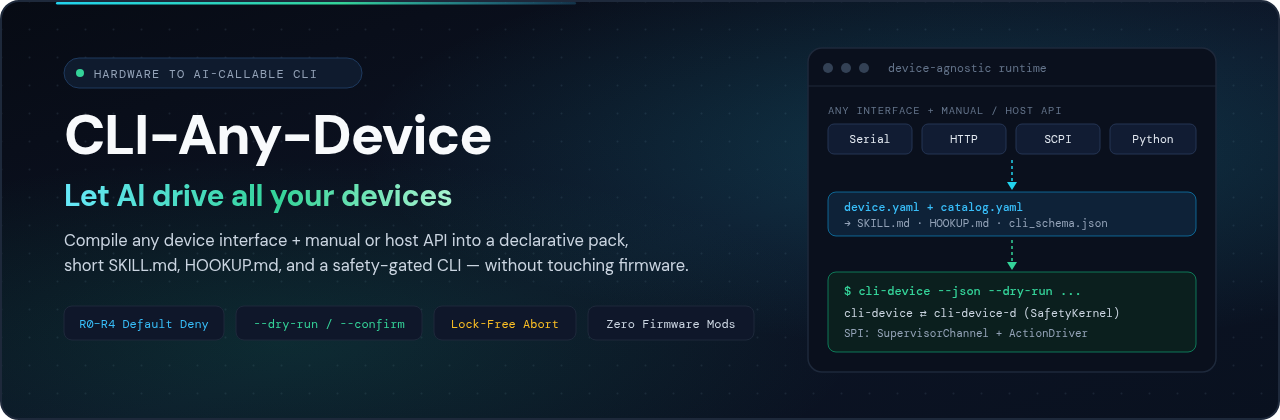 HARDWARE TO AI-CALLABLE CLI
CLI-Any-Device
Let AI drive all your devices
Compile any device interface + manual or host API into a declarative pack,
short SKILL.md, HOOKUP.md, and a safety-gated CLI — without touching firmware.
R0-R4 Default Deny
--dry-run / --confirm
Lock-Free Abort
Zero Firmware Mods
device-agnostic runtime
ANY INTERFACE + MANUAL / HOST API
Serial
HTTP
SCPI
Python
device.yaml + catalog.yaml
→ SKILL.md · HOOKUP.md · cli_schema.json
$ cli-device --json --dry-run ...
cli-device ⇄ cli-device-d (SafetyKernel)
SPI: SupervisorChannel + ActionDriver